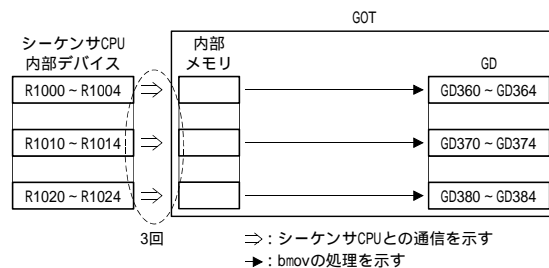 GOT
シーケンサCPU
内部デバイス
内部
メモリ
GD
R1000～R1004
GD360～GD364
R1010～R1014
GD370～GD374
R1020～R1024
GD380～GD384
3回
⇒：シーケンサCPUとの通信を示す
→：bmovの処理を示す